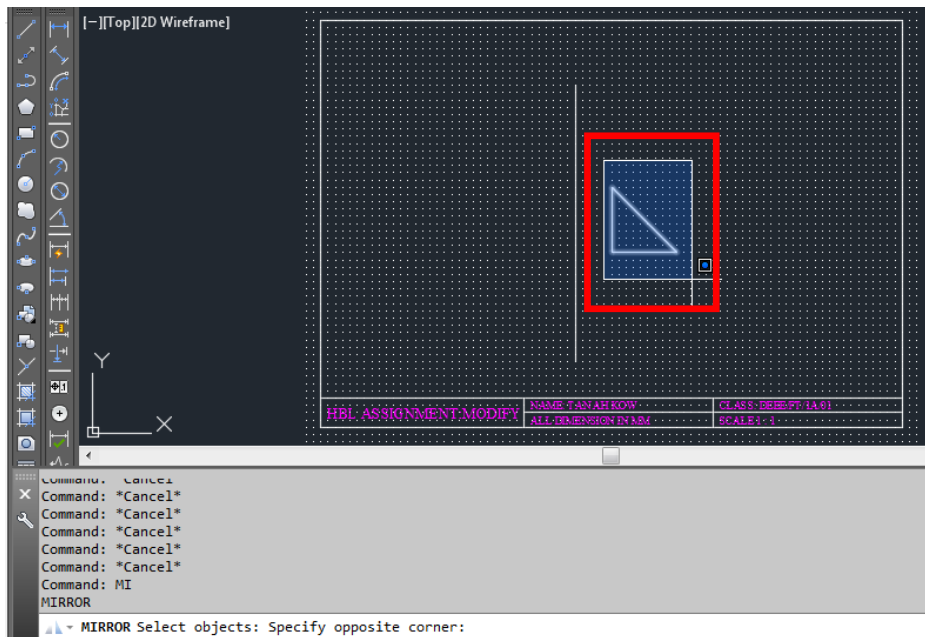 [−][Top][2D Wireframe]
Y
X
HBL ASSIGNMENT:MODIFY
NAME: TAN AH KOW
CLASS: DEEE/FT/1A/01
ALL DIMENSION IN MM
SCALE 1 : 1
Command: *Cancel*
Command: *Cancel*
Command: *Cancel*
Command: *Cancel*
Command: *Cancel*
Command: *Cancel*
Command: MI
MIRROR
MIRROR Select objects: Specify opposite corner: